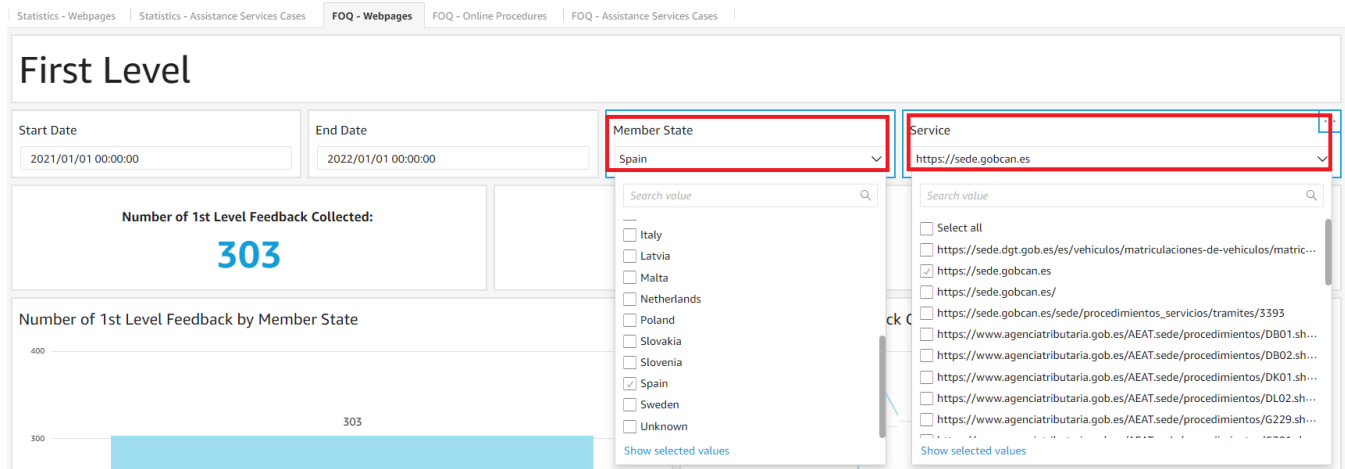 Statistics - Webpages
Statistics - Assistance Services Cases
FOQ - Webpages
FOQ - Online Procedures
FOQ - Assistance Services Cases
First Level
Start Date
2021/01/01 00:00:00
End Date
2022/01/01 00:00:00
Member State
Spain
Service
https://sede.gobcan.es
Number of 1st Level Feedback Collected:
303
Search value
Italy
Latvia
Malta
Netherlands
Poland
Slovakia
Slovenia
Spain
Sweden
Unknown
Show selected values
Search value
Select all
https://sede.dgt.gob.es/es/vehiculos/matriculaciones-de-vehiculos/matric...
https://sede.gobcan.es
https://sede.gobcan.es/
https://sede.gobcan.es/sede/procedimientos_servicios/tramites/3393
https://www.agenciatributaria.gob.es/AEAT.sede/procedimientos/DB01.sh...
https://www.agenciatributaria.gob.es/AEAT.sede/procedimientos/DB02.sh...
https://www.agenciatributaria.gob.es/AEAT.sede/procedimientos/DK01.sh...
https://www.agenciatributaria.gob.es/AEAT.sede/procedimientos/DL02.sh...
https://www.agenciatributaria.gob.es/AEAT.sede/procedimientos/G229.sh...
Show selected values
Number of 1st Level Feedback by Member State
ck
400
303
300